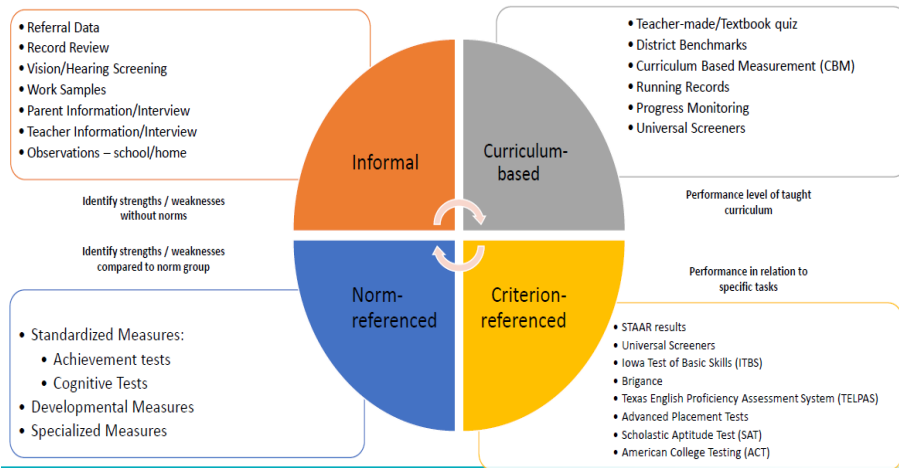 • Referral Data
• Record Review
• Vision/Hearing Screening
• Work Samples
• Parent Information/Interview
• Teacher Information/Interview
• Observations – school/home
Identify strengths / weaknesses
without norms
Informal
Curriculum-
based
• Teacher-made/Textbook quiz
• District Benchmarks
• Curriculum Based Measurement (CBM)
• Running Records
• Progress Monitoring
• Universal Screeners
Performance level of taught
curriculum
Identify strengths / weaknesses
compared to norm group
Norm-
referenced
• Standardized Measures:
• Achievement tests
• Cognitive Tests
• Developmental Measures
• Specialized Measures
Criterion-
referenced
Performance in relation to
specific tasks
• STAAR results
• Universal Screeners
• Iowa Test of Basic Skills (ITBS)
• Brigance
• Texas English Proficiency Assessment System (TELPAS)
• Advanced Placement Tests
• Scholastic Aptitude Test (SAT)
• American College Testing (ACT)